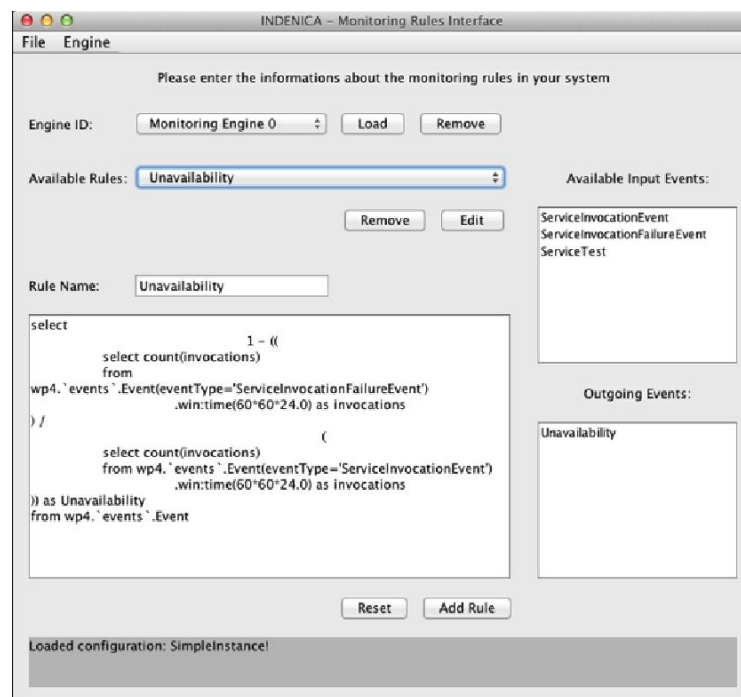 INDENICA – Monitoring Rules Interface
File Engine
Please enter the informations about the monitoring rules in your system
Engine ID: Monitoring Engine 0 Load Remove
Available Rules: Unavailability
Available Input Events:
Remove Edit
ServiceInvocationEvent
ServiceInvocationFailureEvent
ServiceTest
Rule Name: Unavailability
select
1 – ((
select count(invocations)
from
wp4.`events`.Event(eventType='ServiceInvocationFailureEvent')
.win:time(60*60*24.0) as invocations
) /
(
select count(invocations)
from wp4.`events`.Event(eventType='ServiceInvocationEvent')
.win:time(60*60*24.0) as invocations
)) as Unavailability
from wp4.`events`.Event
Outgoing Events:
Unavailability
Reset Add Rule
Loaded configuration: SimpleInstance!